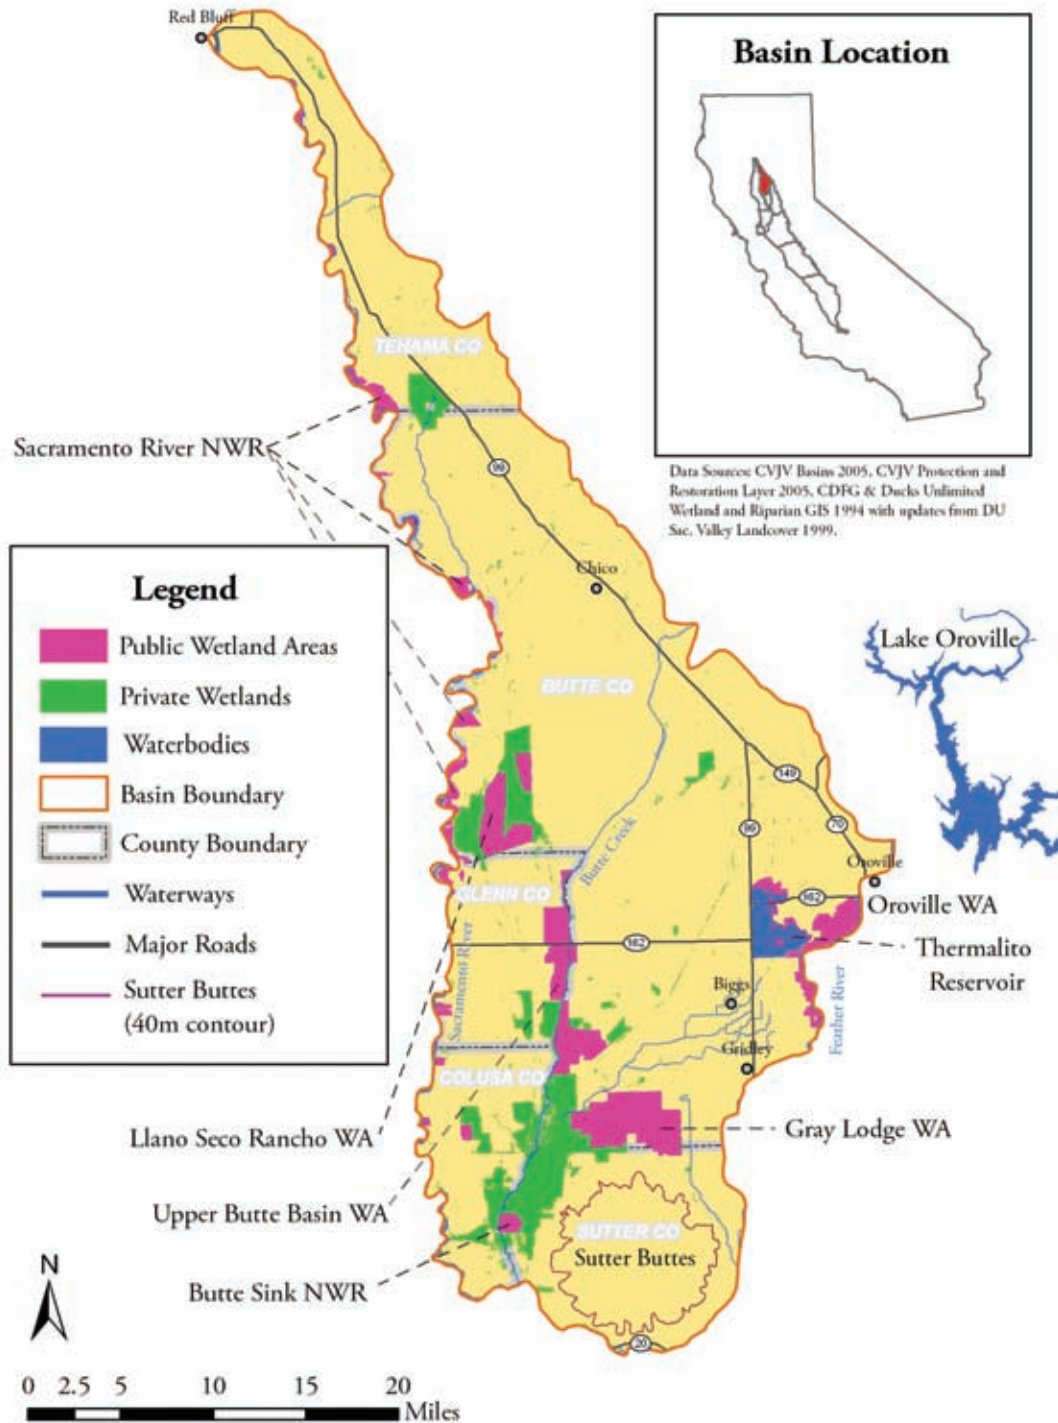 Red Bluff
Basin Location
TEHAMA CO
Sacramento River NWR
99
Data Sources: CVJV Basins 2005, CVJV Protection and
Restoration Layer 2005, CDFG & Ducks Unlimited
Wetland and Riparian GIS 1994 with updates from DU
Sac. Valley Landcover 1999.
Legend
Public Wetland Areas
Private Wetlands
Waterbodies
Basin Boundary
County Boundary
Waterways
Major Roads
Sutter Buttes
(40m contour)
Chico
Lake Oroville
BUTTE CO
149
99
70
Butte Creek
Oroville
GLENN CO
162
Oroville WA
Sacramento River
162
Thermalito
Reservoir
Biggs
Feather River
Gridley
COLUSA CO
Llano Seco Rancho WA
Gray Lodge WA
Upper Butte Basin WA
SUTTER CO
Sutter Buttes
Butte Sink NWR
N
20
0 2.5 5 10 15 20
Miles